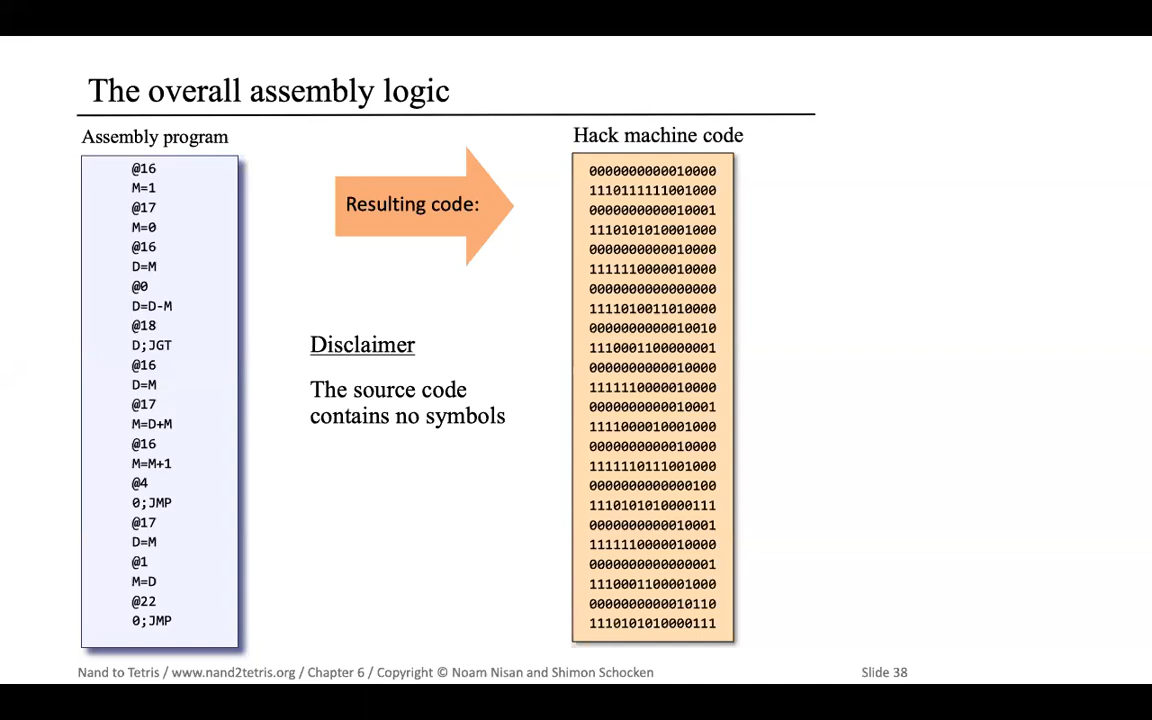 The overall assembly logic
Assembly program
@16
M=1
@17
M=0
@16
D=M
@0
D=D-M
@18
D;JGT
@16
D=M
@17
M=D+M
@16
M=M+1
@4
0;JMP
@17
D=M
@1
M=D
@22
0;JMP
Resulting code:
Disclaimer
The source code
contains no symbols
Hack machine code
0000000000010000
1110111111001000
0000000000010001
1110101010001000
0000000000010000
1111110000010000
0000000000000000
1111010011010000
0000000000010010
1110001100000001
0000000000010000
1111110000010000
0000000000010001
1111000010001000
0000000000010000
1111110111001000
0000000000000100
1110101010000111
0000000000010001
1111110000010000
0000000000000001
1110001100001000
0000000000010110
1110101010000111
Nand to Tetris / www.nand2tetris.org / Chapter 6 / Copyright © Noam Nisan and Shimon Schocken
Slide 38